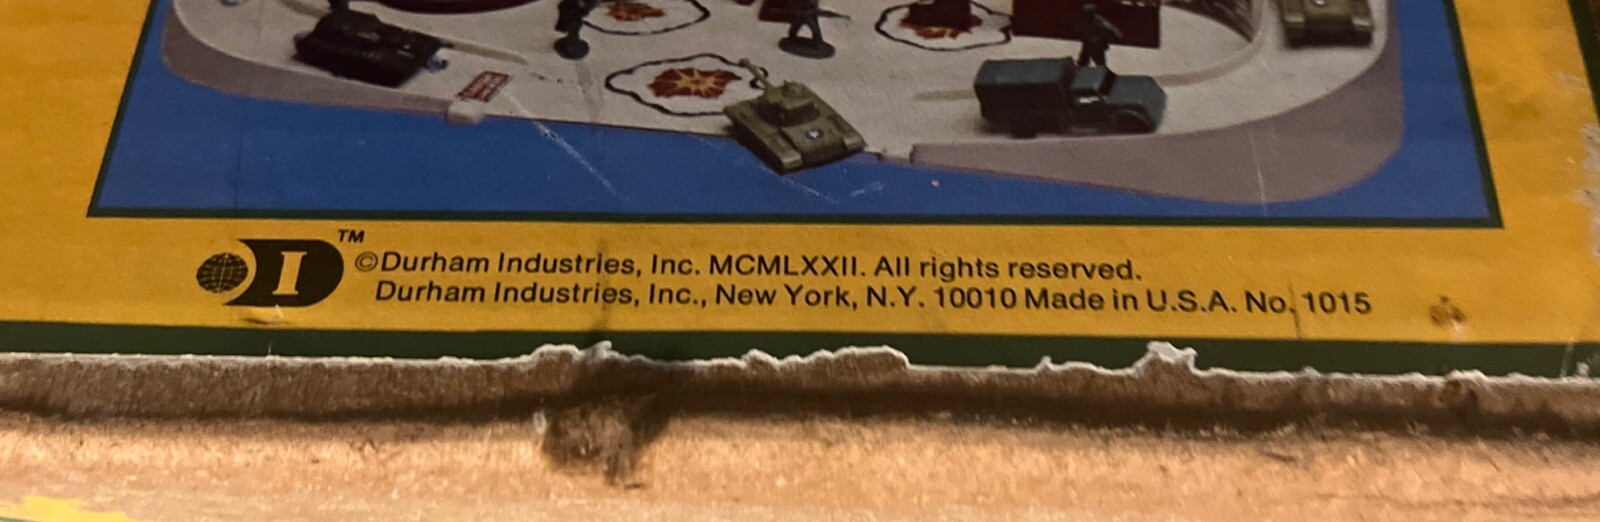 I TM
©Durham Industries, Inc. MCMLXXII. All rights reserved.
Durham Industries, Inc., New York, N.Y. 10010 Made in U.S.A. No. 1015